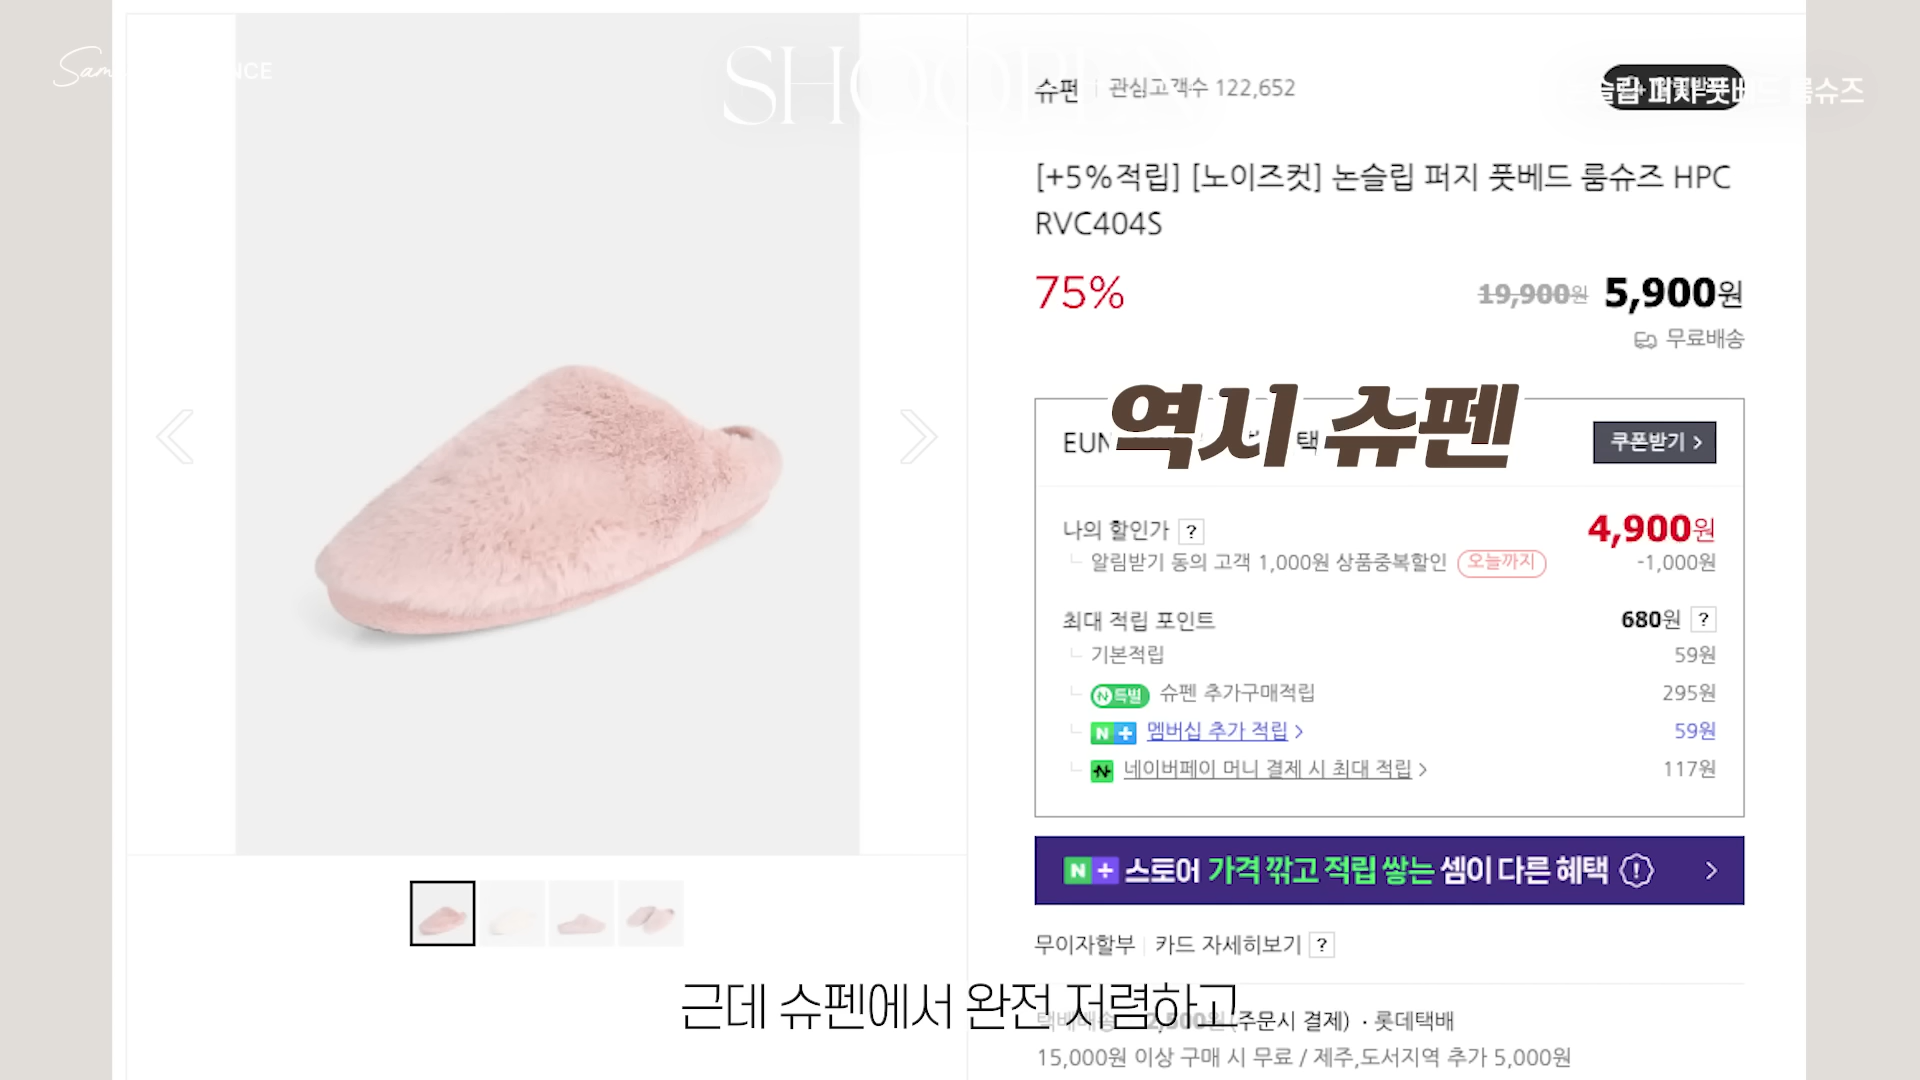 SHOOPEN
슈펜 관심고객수 122,652
슬립 퍼지 풋베드 룸슈즈
[+5%적립] [노이즈컷] 논슬립 퍼지 풋베드 룸슈즈 HPC
RVC404S
75% 19,900원 5,900원
무료배송
역시 슈펜
쿠폰받기 >
나의 할인가 ? 4,900원
알림받기 동의 고객 1,000원 상품중복할인 오늘까지 -1,000원
최대 적립 포인트 680원 ?
기본적립 59원
특별 슈펜 추가구매적립 295원
N+ 멤버십 추가 적립 > 59원
네이버페이 머니 결제 시 최대 적립 > 117원
N+ 스토어 가격 깎고 적립 쌓는 셈이 다른 혜택 ! >
무이자할부 카드 자세히보기 ?
근데 슈펜에서 완전 저렴하고
(주문시 결제) · 롯데택배
15,000원 이상 구매 시 무료 / 제주,도서지역 추가 5,000원